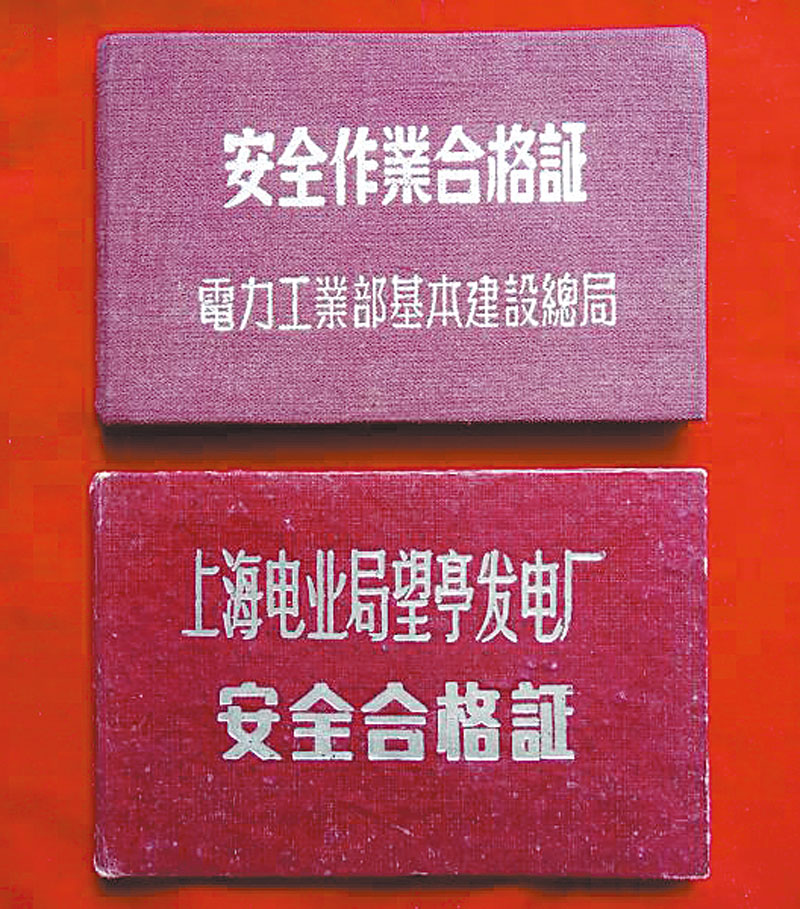 安全作業合格証
電力工業部基本建設總局
上海电业局望亭发电厂
安全合格証